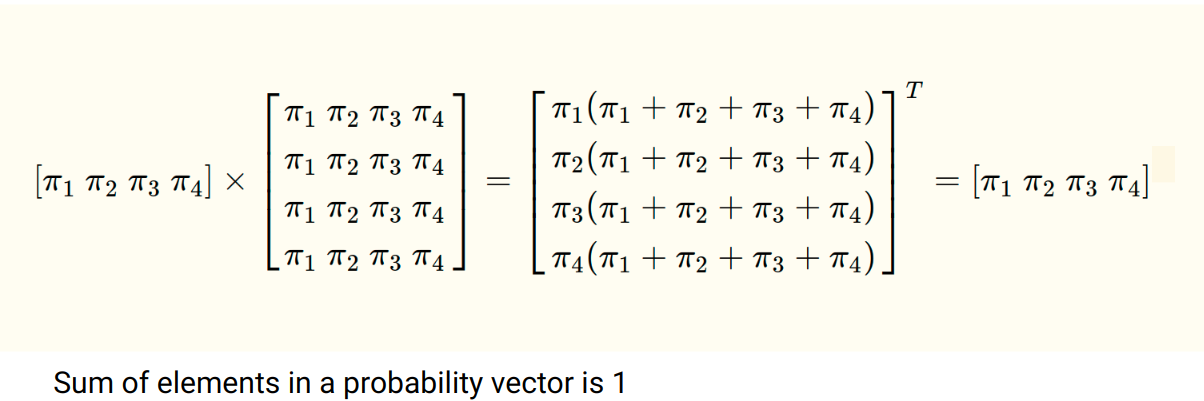 [π₁ π₂ π₃ π₄] × [π₁ π₂ π₃ π₄; π₁ π₂ π₃ π₄; π₁ π₂ π₃ π₄; π₁ π₂ π₃ π₄] = [π₁(π₁ + π₂ + π₃ + π₄); π₂(π₁ + π₂ + π₃ + π₄); π₃(π₁ + π₂ + π₃ + π₄); π₄(π₁ + π₂ + π₃ + π₄)]ᵀ = [π₁ π₂ π₃ π₄]
Sum of elements in a probability vector is 1